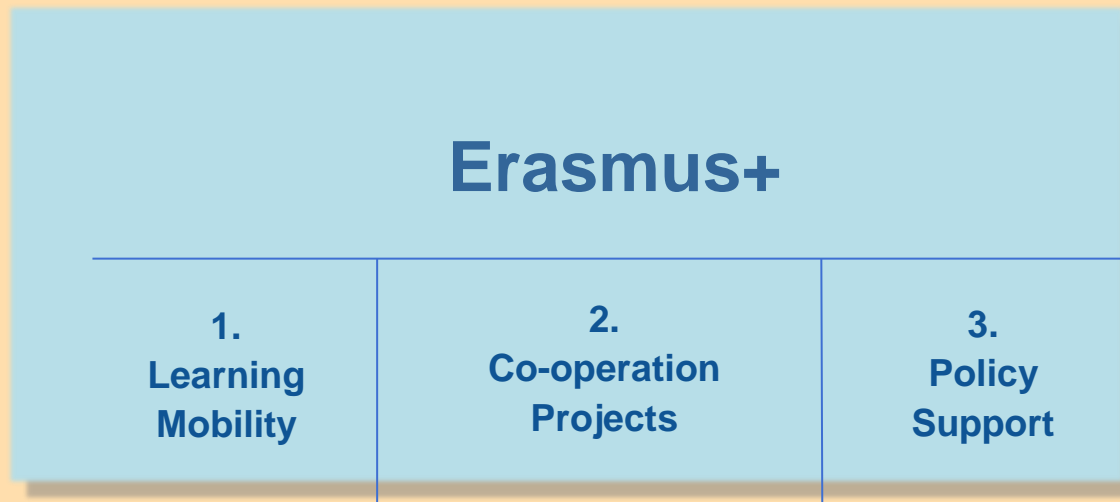 Erasmus+
1.
Learning
Mobility
2.
Co-operation
Projects
3.
Policy
Support